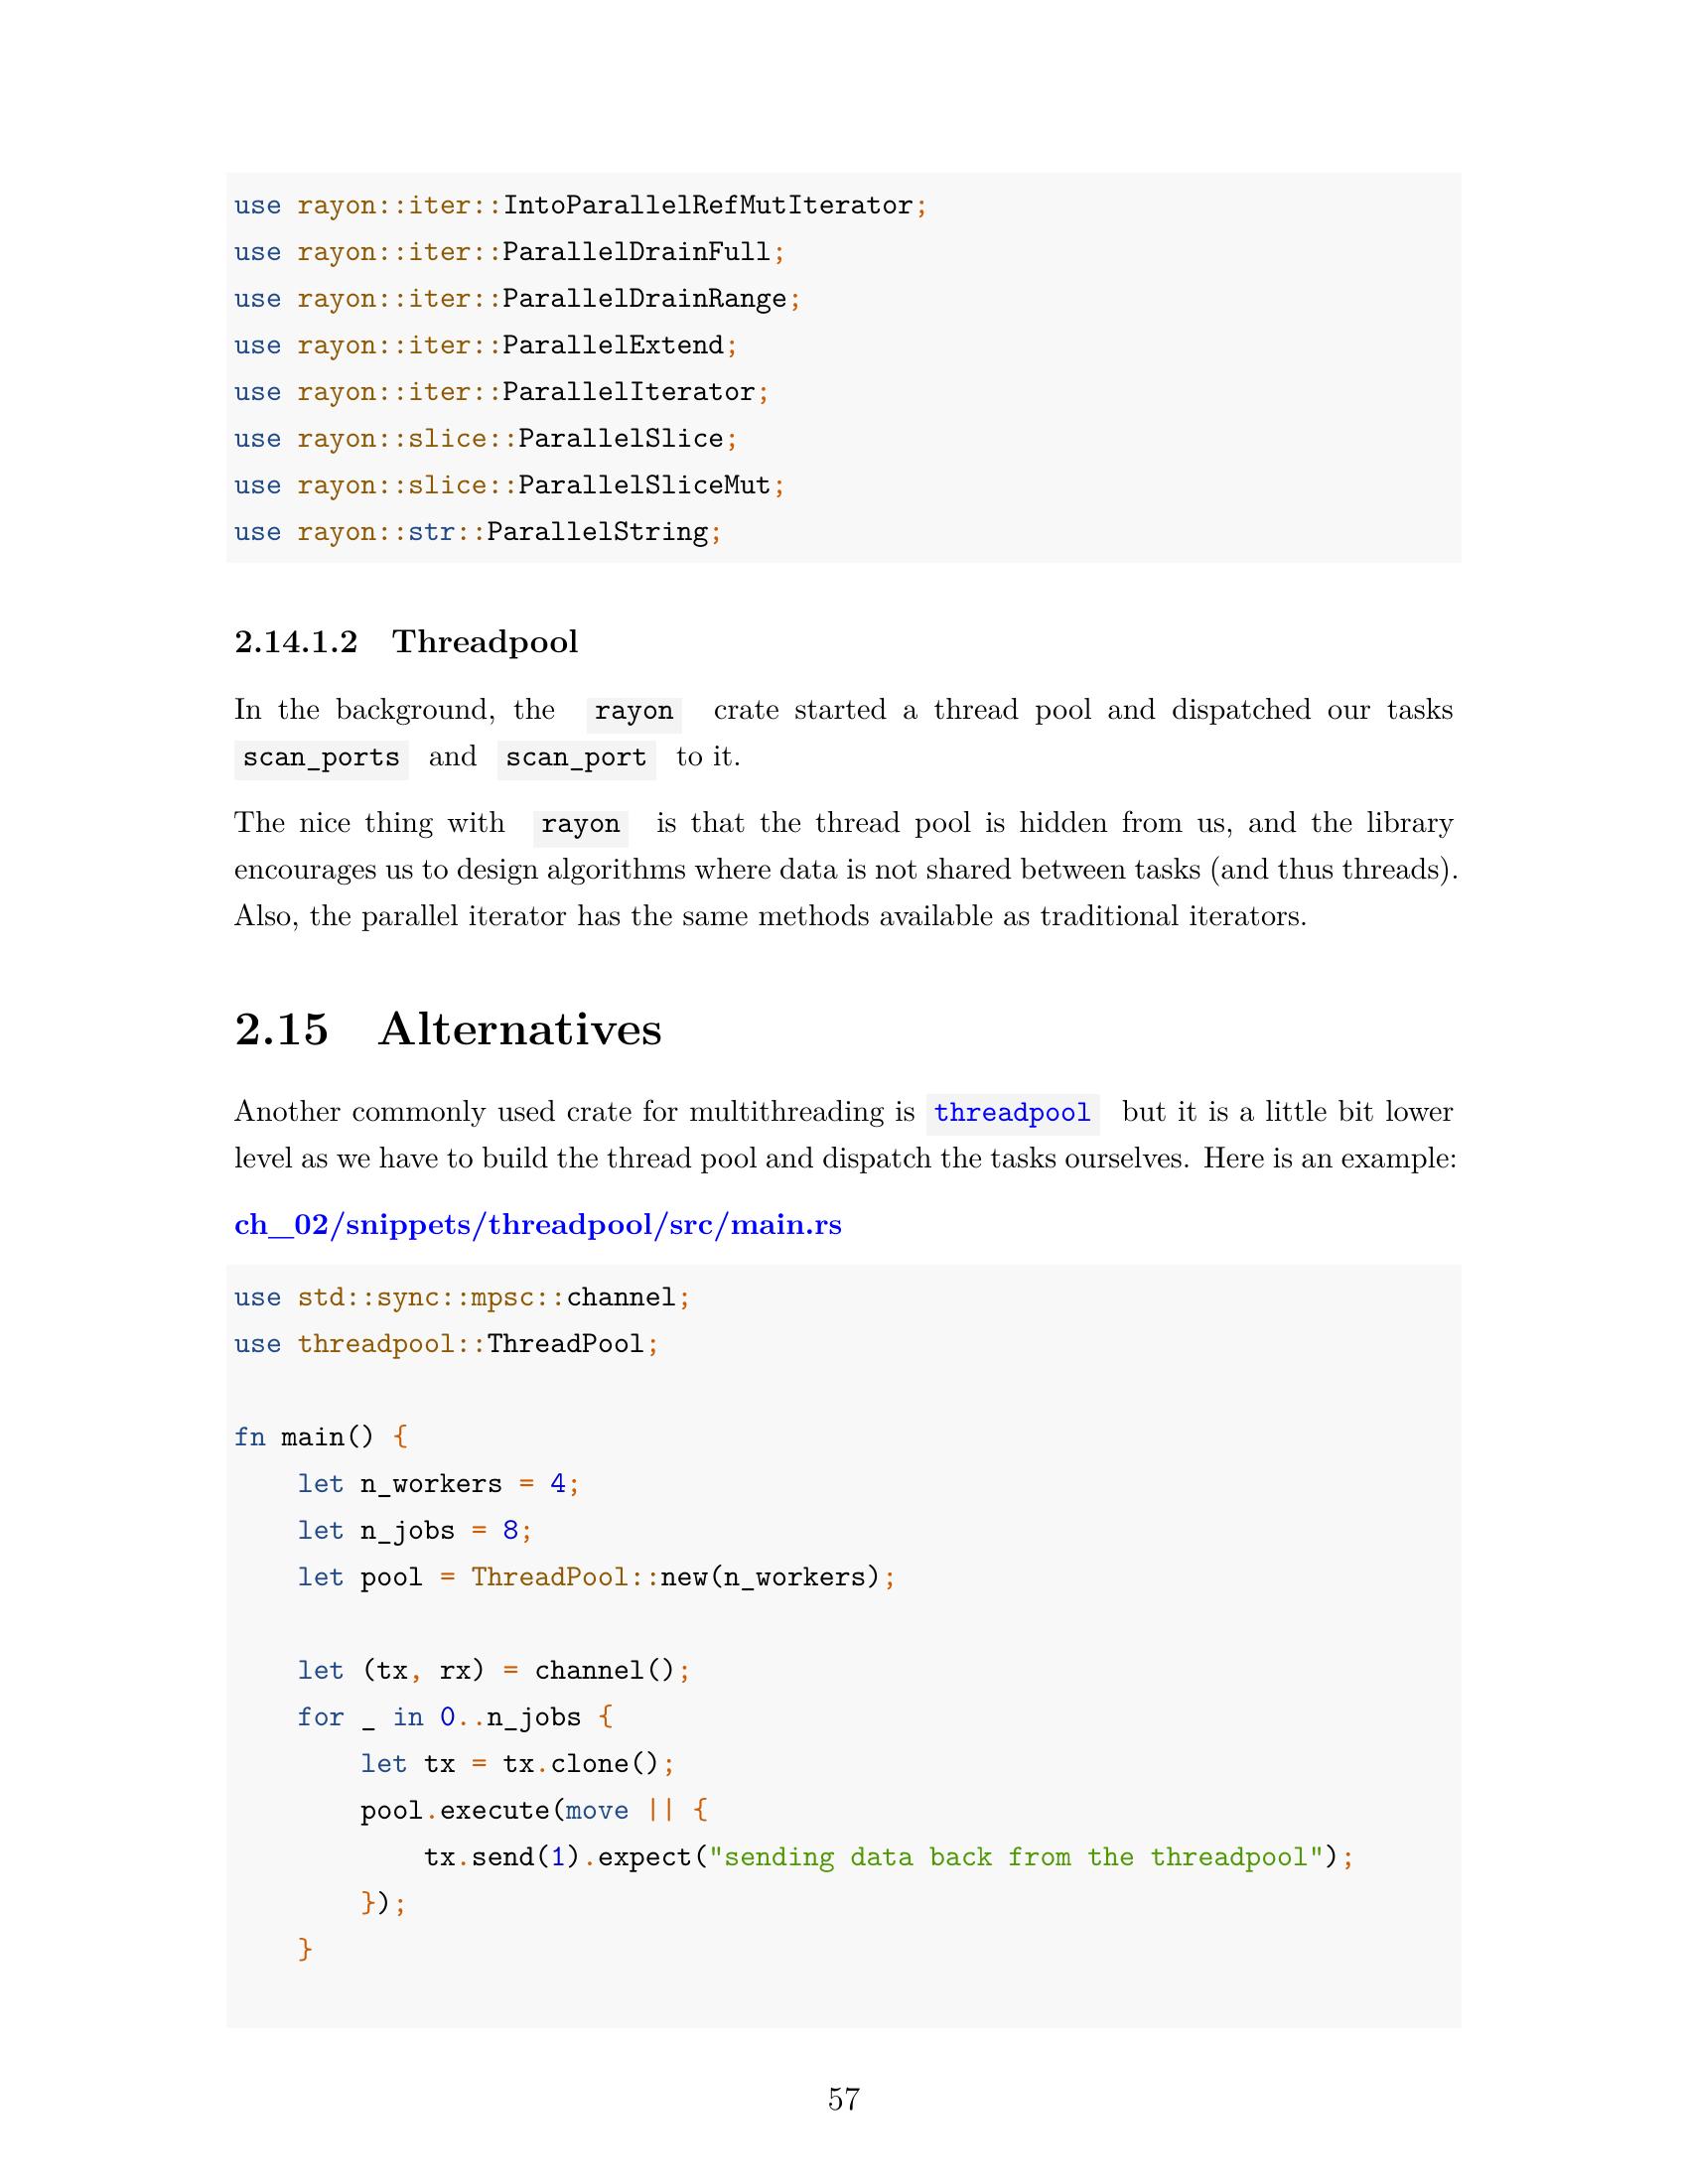 use rayon::iter::IntoParallelRefMutIterator;
use rayon::iter::ParallelDrainFull;
use rayon::iter::ParallelDrainRange;
use rayon::iter::ParallelExtend;
use rayon::iter::ParallelIterator;
use rayon::slice::ParallelSlice;
use rayon::slice::ParallelSliceMut;
use rayon::str::ParallelString;
2.14.1.2 Threadpool
In the background, the rayon crate started a thread pool and dispatched our tasks
scan_ports and scan_port to it.
The nice thing with rayon is that the thread pool is hidden from us, and the library
encourages us to design algorithms where data is not shared between tasks (and thus threads).
Also, the parallel iterator has the same methods available as traditional iterators.
2.15 Alternatives
Another commonly used crate for multithreading is threadpool but it is a little bit lower
level as we have to build the thread pool and dispatch the tasks ourselves. Here is an example:
ch_02/snippets/threadpool/src/main.rs
use std::sync::mpsc::channel;
use threadpool::ThreadPool;
fn main() {
    let n_workers = 4;
    let n_jobs = 8;
    let pool = ThreadPool::new(n_workers);
    let (tx, rx) = channel();
    for _ in 0..n_jobs {
        let tx = tx.clone();
        pool.execute(move || {
            tx.send(1).expect("sending data back from the threadpool");
        });
    }
57